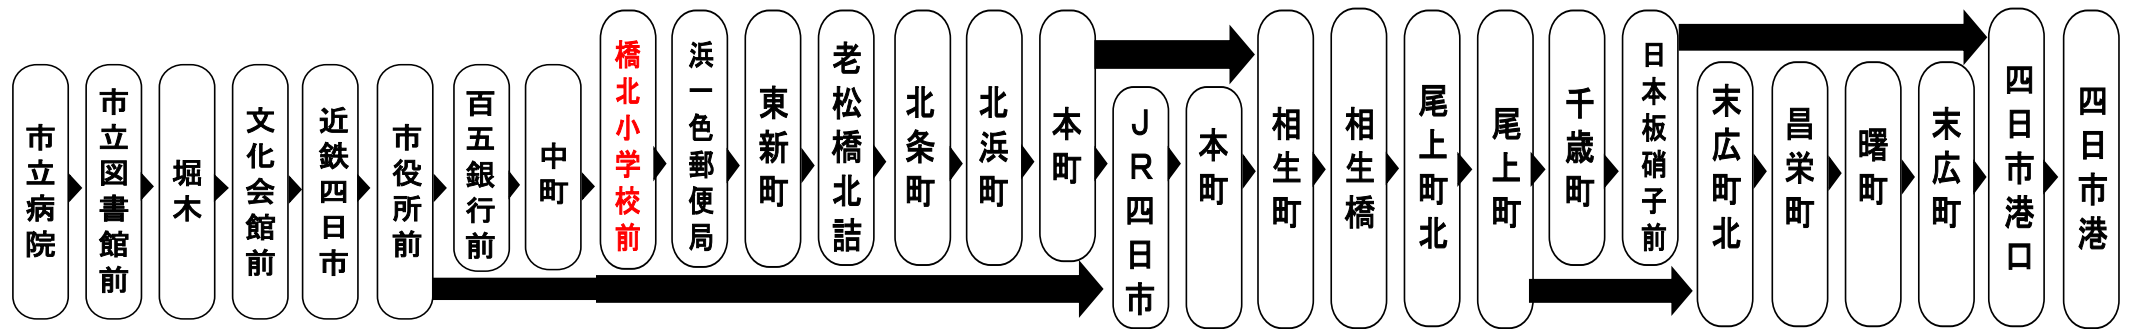 市立病院
市立図書館前
堀木
文化会館前
近鉄四日市
市役所前
百五銀行前
中町
橋北小学校前
浜一色郵便局
東新町
老松橋北詰
北条町
北浜町
本町
JR四日市
本町
相生町
相生橋
尾上町北
尾上町
千歳町
日本板硝子前
末広町北
昌栄町
曙町
末広町
四日市港口
四日市港